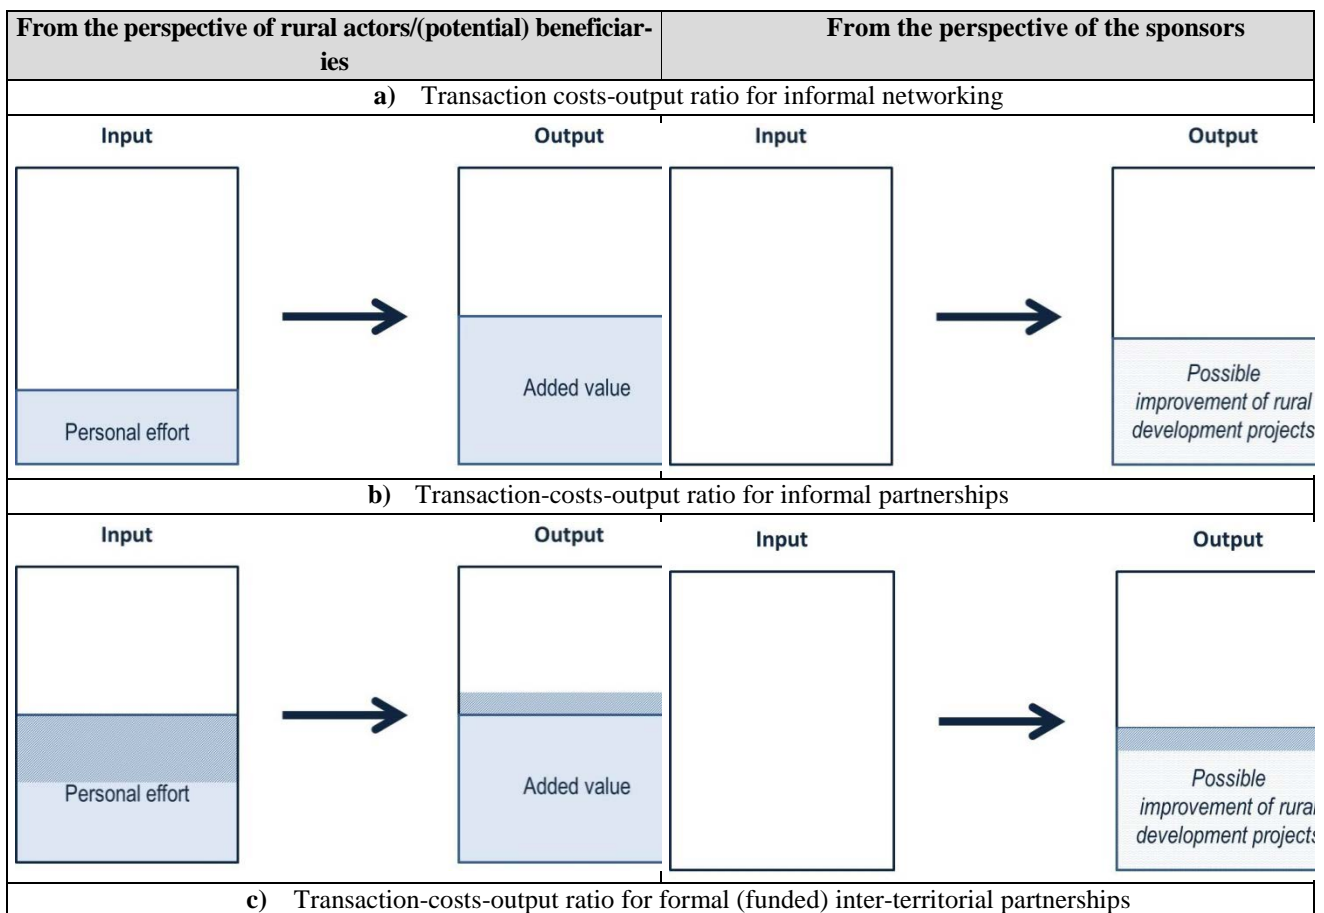 From the perspective of rural actors/(potential) beneficiar-
ies
From the perspective of the sponsors
a) Transaction costs-output ratio for informal networking
Input
Output
Input
Output
Personal effort
Added value
Possible
improvement of rural
development projects
b) Transaction-costs-output ratio for informal partnerships
Input
Output
Input
Output
Personal effort
Added value
Possible
improvement of rural
development projects
c) Transaction-costs-output ratio for formal (funded) inter-territorial partnerships